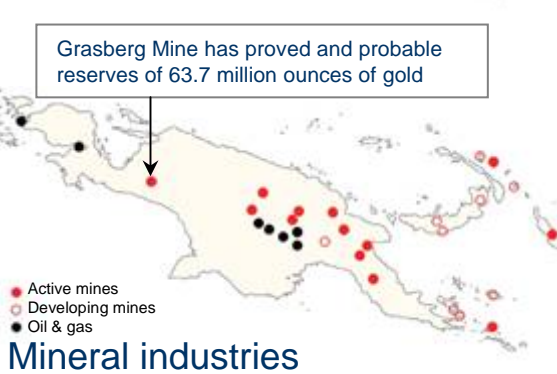 Grasberg Mine has proved and probable
reserves of 63.7 million ounces of gold
Active mines
Developing mines
Oil & gas
Mineral industries